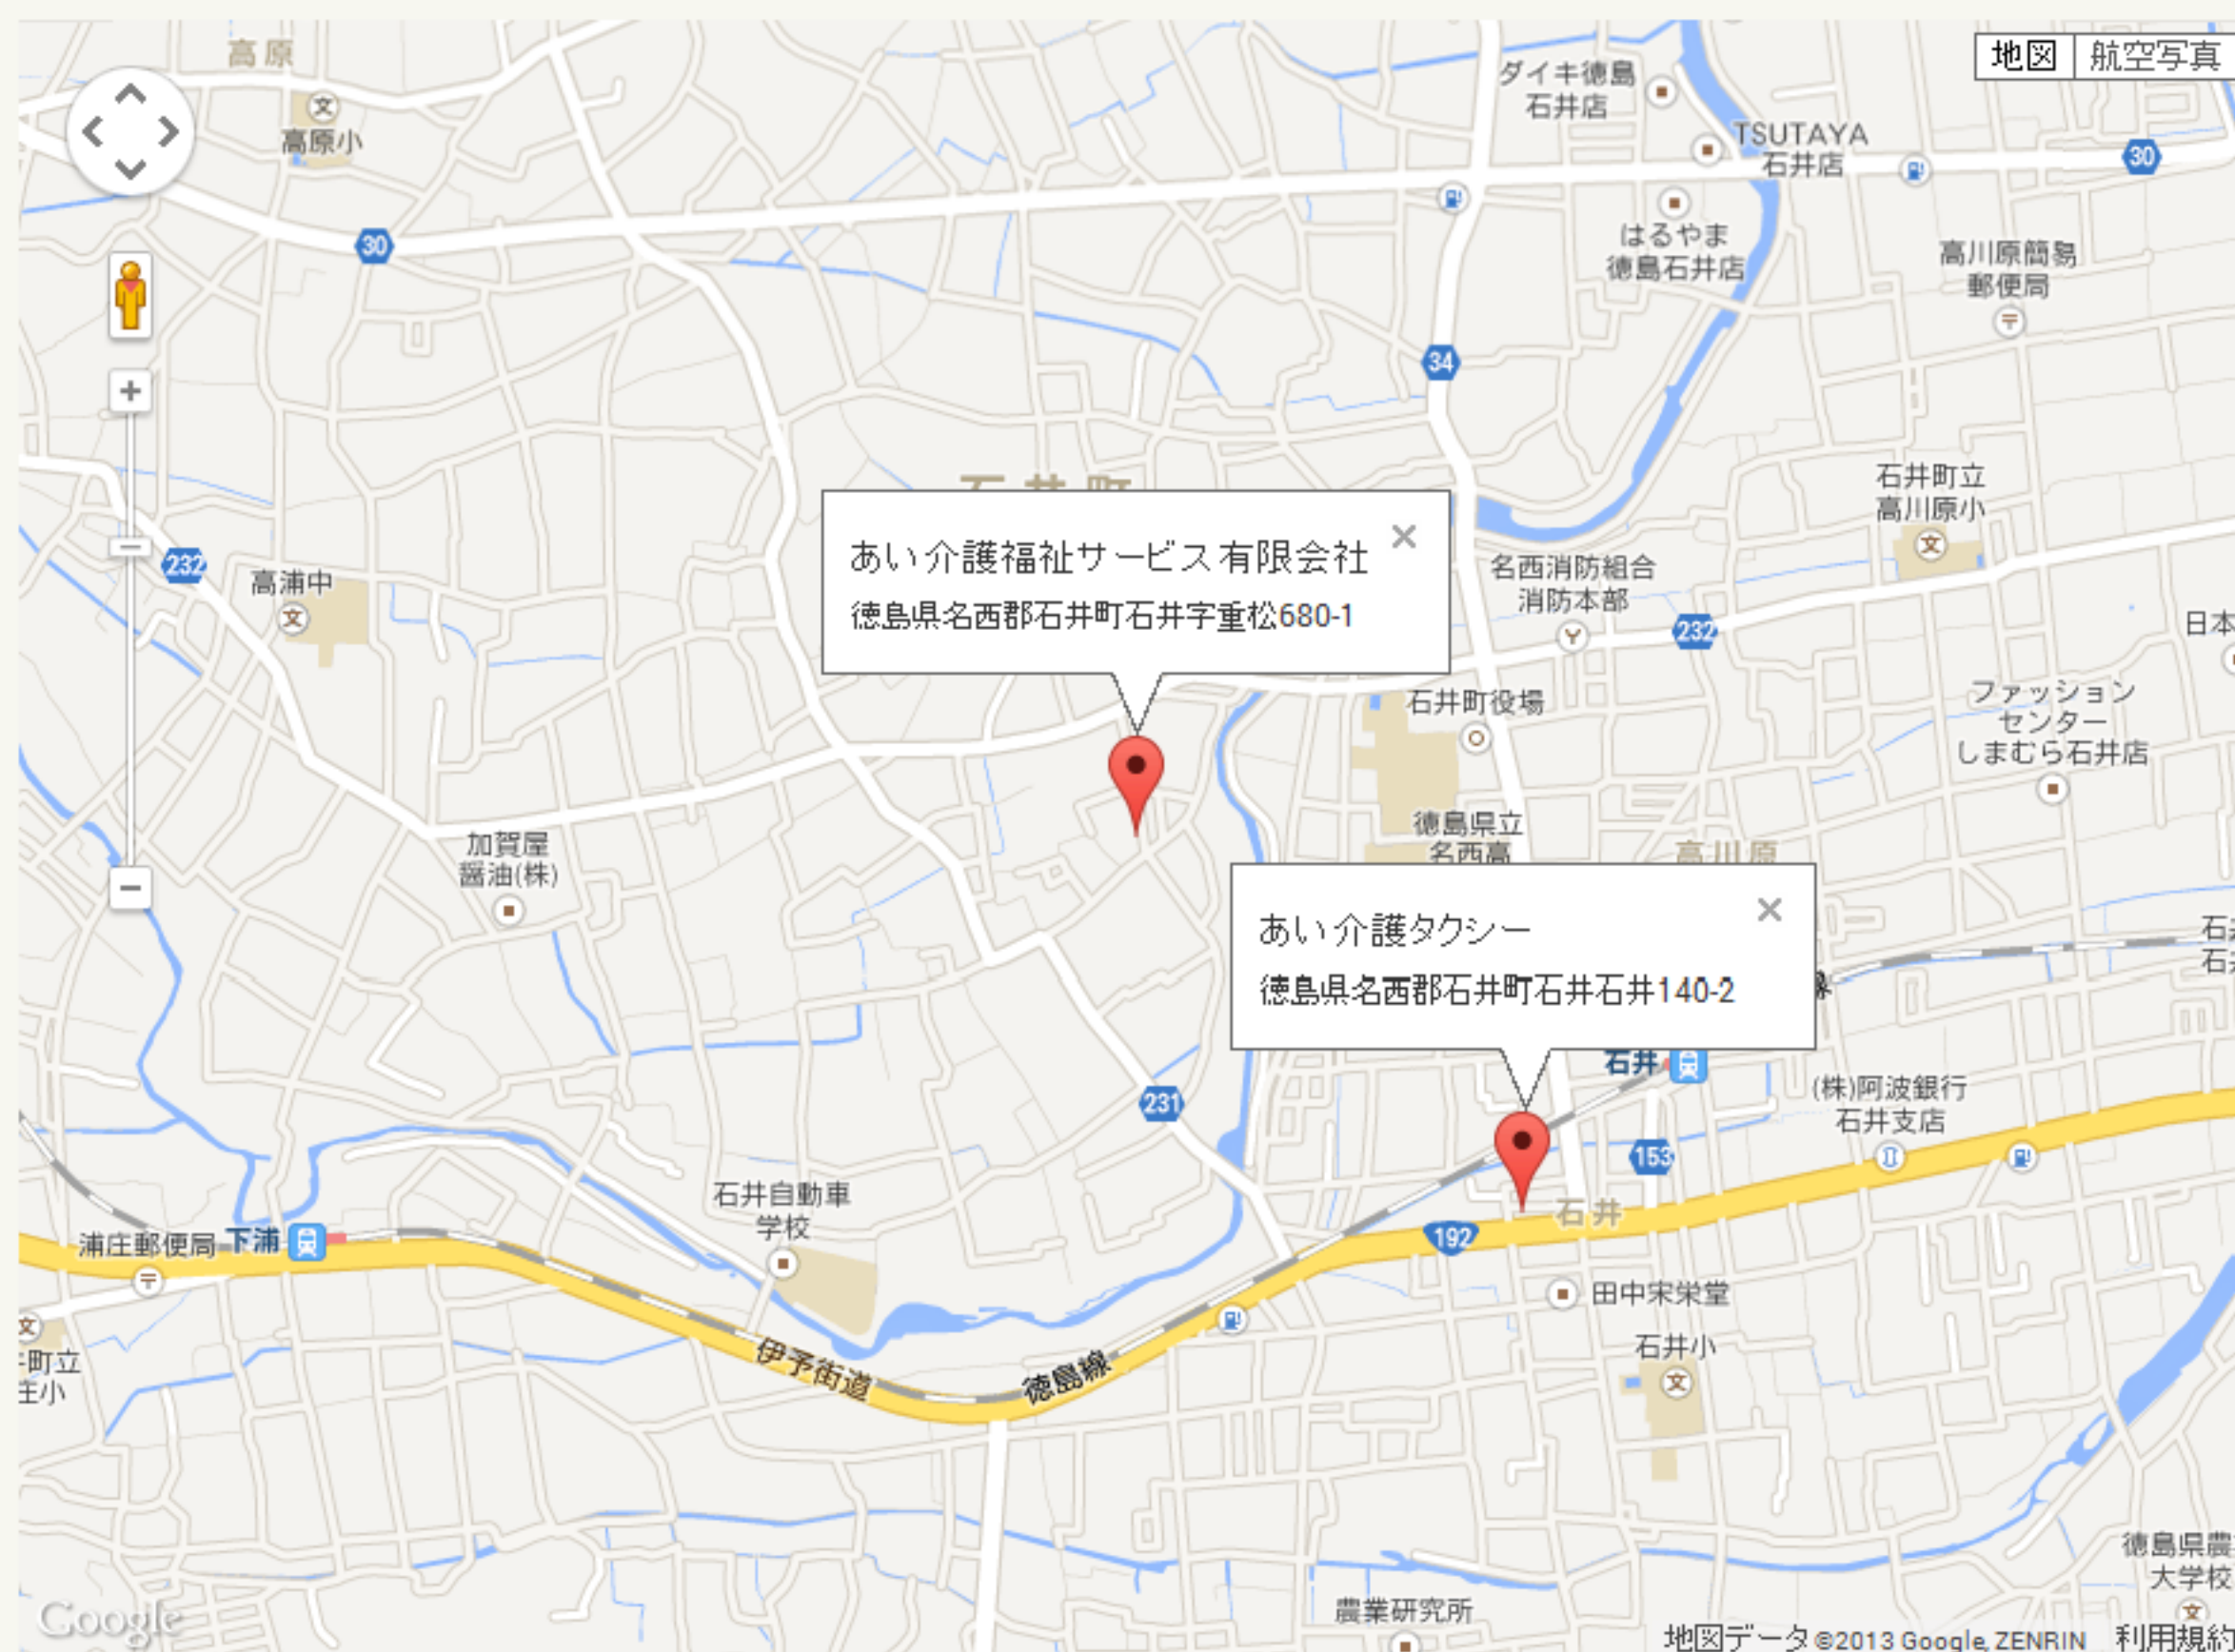 高原
高原小
地図
航空写真
ダイキ徳島
石井店
TSUTAYA
石井店
30
30
はるやま
徳島石井店
高川原簡易
郵便局
34
石井町
石井町立
高川原小
232
高浦中
あい介護福祉サービス有限会社
徳島県名西郡石井町石井字重松680-1
名西消防組合
消防本部
232
日本
石井町役場
ファッション
センター
しまむら石井店
加賀屋
醤油(株)
徳島県立
名西高
高川原
あい介護タクシー
徳島県名西郡石井町石井石井140-2
線
石井
231
(株)阿波銀行
石井支店
153
石井自動車
学校
浦庄郵便局
下浦
192
石井
田中宋栄堂
石井小
町立
庄小
伊予街道
徳島線
徳島県農
大学校
農業研究所
Google
地図データ ©2013 Google, ZENRIN
利用規約